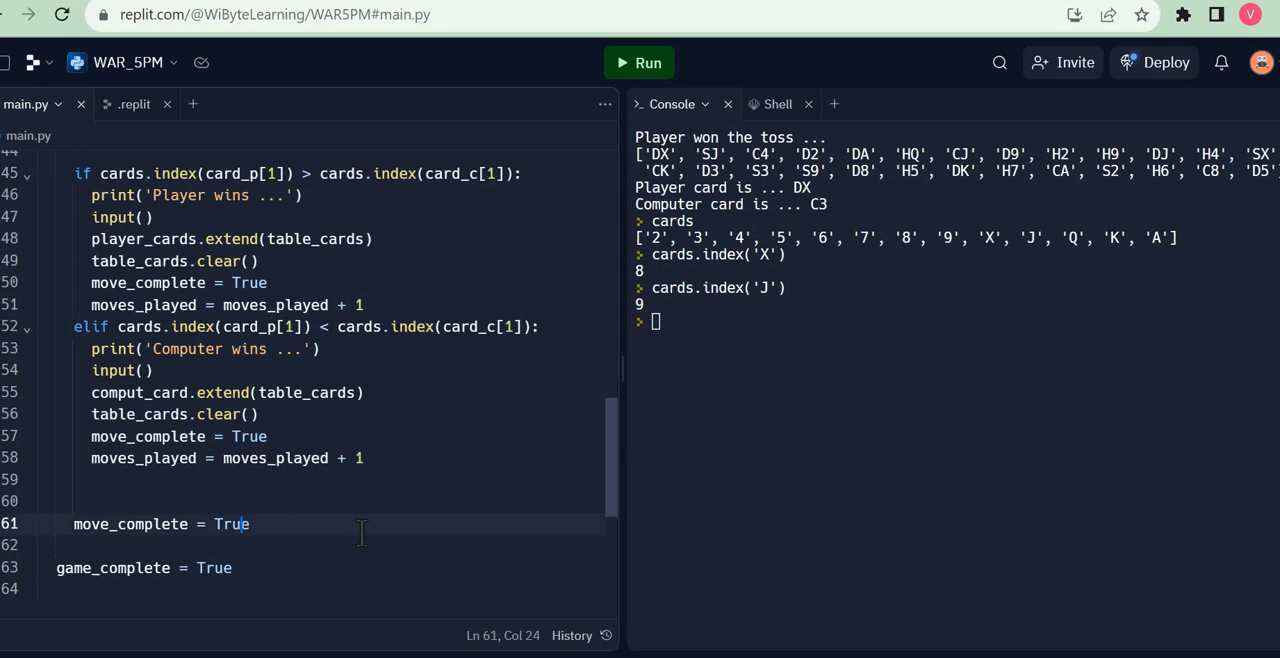 replit.com/@WiByteLearning/WAR5PM#main.py
V
WAR_5PM
Run
Invite
Deploy
main.py
.replit
Console
Shell
main.py
44
45 if cards.index(card_p[1]) > cards.index(card_c[1]):
46 print('Player wins ...')
47 input()
48 player_cards.extend(table_cards)
49 table_cards.clear()
50 move_complete = True
51 moves_played = moves_played + 1
52 elif cards.index(card_p[1]) < cards.index(card_c[1]):
53 print('Computer wins ...')
54 input()
55 comput_card.extend(table_cards)
56 table_cards.clear()
57 move_complete = True
58 moves_played = moves_played + 1
59
60
61 move_complete = True
62
63 game_complete = True
64
Ln 61, Col 24 History
Player won the toss ...
['DX', 'SJ', 'C4', 'D2', 'DA', 'HQ', 'CJ', 'D9', 'H2', 'H9', 'DJ', 'H4', 'SX'
'CK', 'D3', 'S3', 'S9', 'D8', 'H5', 'DK', 'H7', 'CA', 'S2', 'H6', 'C8', 'D5'
Player card is ... DX
Computer card is ... C3
> cards
['2', '3', '4', '5', '6', '7', '8', '9', 'X', 'J', 'Q', 'K', 'A']
> cards.index('X')
8
> cards.index('J')
9
>